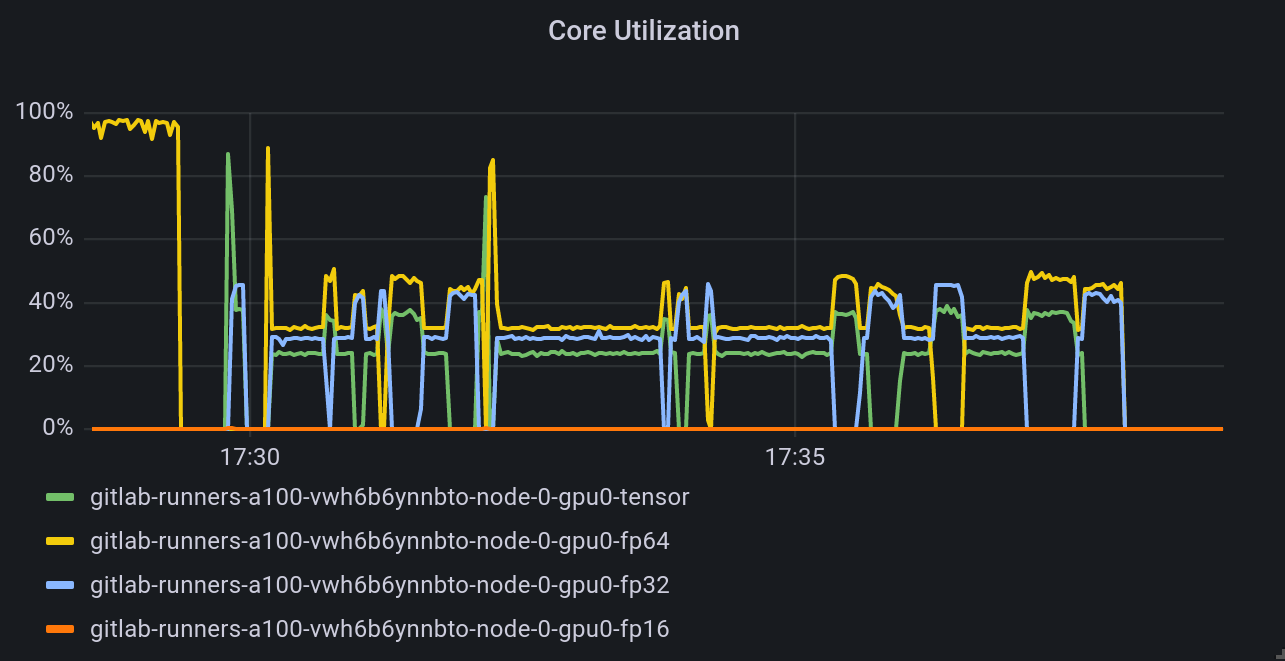 Core Utilization
100%
80%
60%
40%
20%
0%
17:30 17:35
gitlab-runners-a100-vwh6b6ynnbto-node-0-gpu0-tensor
gitlab-runners-a100-vwh6b6ynnbto-node-0-gpu0-fp64
gitlab-runners-a100-vwh6b6ynnbto-node-0-gpu0-fp32
gitlab-runners-a100-vwh6b6ynnbto-node-0-gpu0-fp16